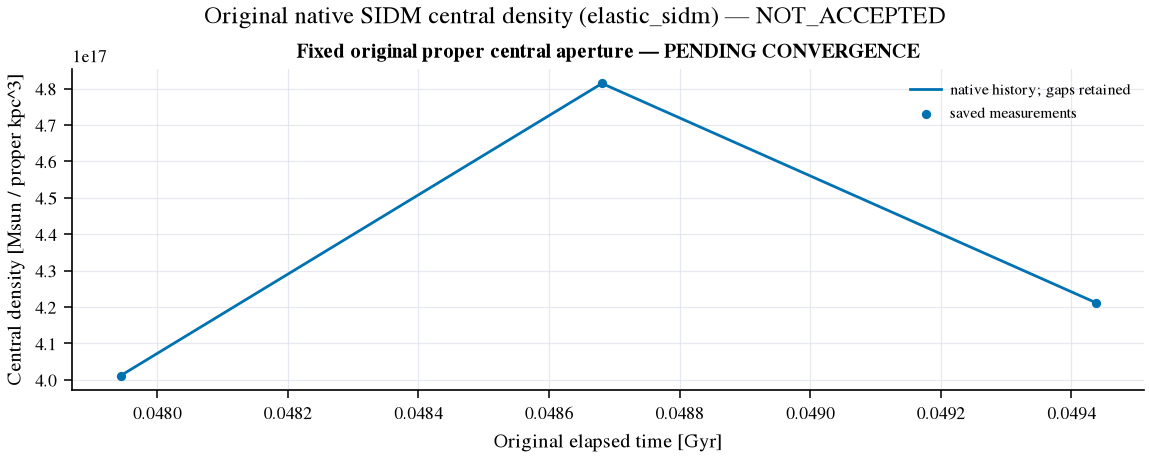 Original native SIDM central density (elastic_sidm) — NOT_ACCEPTED
Fixed original proper central aperture — PENDING CONVERGENCE
1e17
native history; gaps retained
saved measurements
Central density [Msun / proper kpc^3]
4.8
4.7
4.6
4.5
4.4
4.3
4.2
4.1
4.0
0.0480
0.0482
0.0484
0.0486
0.0488
0.0490
0.0492
0.0494
Original elapsed time [Gyr]